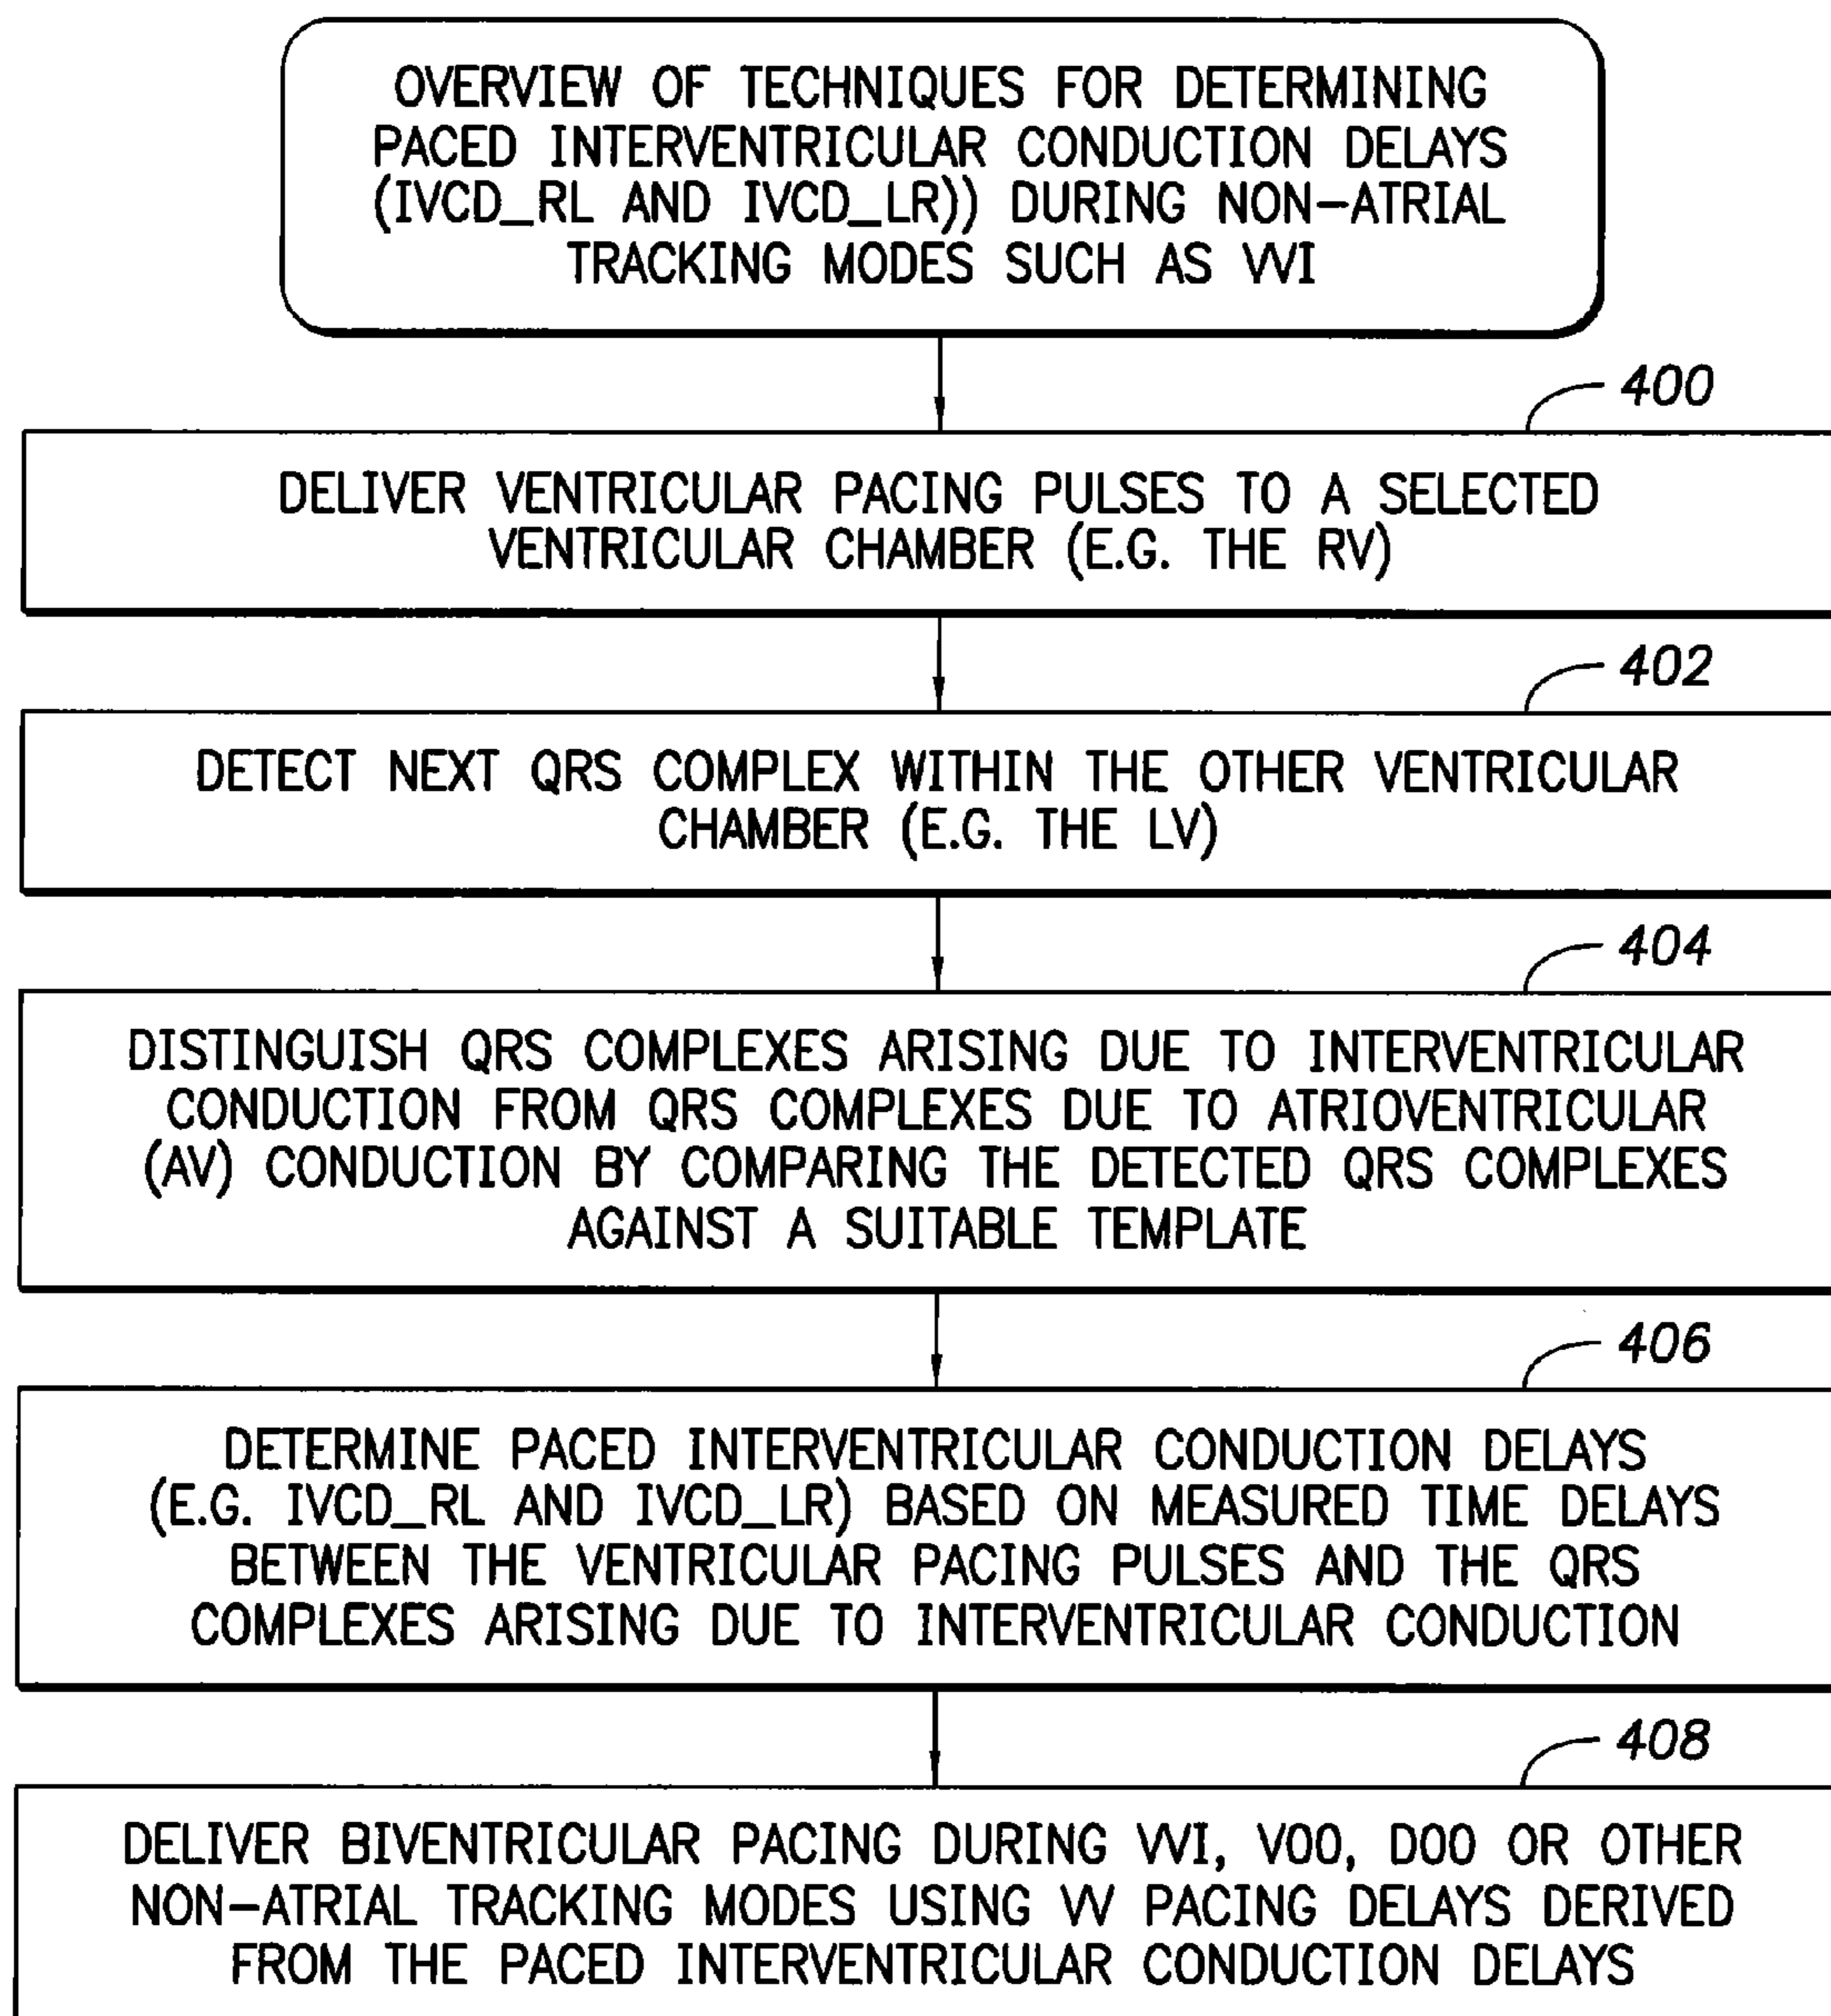 OVERVIEW OF TECHNIQUES FOR DETERMINING
PACED INTERVENTRICULAR CONDUCTION DELAYS
(IVCD_RL AND IVCD_LR)) DURING NON-ATRIAL
TRACKING MODES SUCH AS VVI
400
DELIVER VENTRICULAR PACING PULSES TO A SELECTED
VENTRICULAR CHAMBER (E.G. THE RV)
402
DETECT NEXT QRS COMPLEX WITHIN THE OTHER VENTRICULAR
CHAMBER (E.G. THE LV)
404
DISTINGUISH QRS COMPLEXES ARISING DUE TO INTERVENTRICULAR
CONDUCTION FROM QRS COMPLEXES DUE TO ATRIOVENTRICULAR
(AV) CONDUCTION BY COMPARING THE DETECTED QRS COMPLEXES
AGAINST A SUITABLE TEMPLATE
406
DETERMINE PACED INTERVENTRICULAR CONDUCTION DELAYS
(E.G. IVCD_RL AND IVCD_LR) BASED ON MEASURED TIME DELAYS
BETWEEN THE VENTRICULAR PACING PULSES AND THE QRS
COMPLEXES ARISING DUE TO INTERVENTRICULAR CONDUCTION
408
DELIVER BIVENTRICULAR PACING DURING VVI, VOO, DOO OR OTHER
NON-ATRIAL TRACKING MODES USING VV PACING DELAYS DERIVED
FROM THE PACED INTERVENTRICULAR CONDUCTION DELAYS